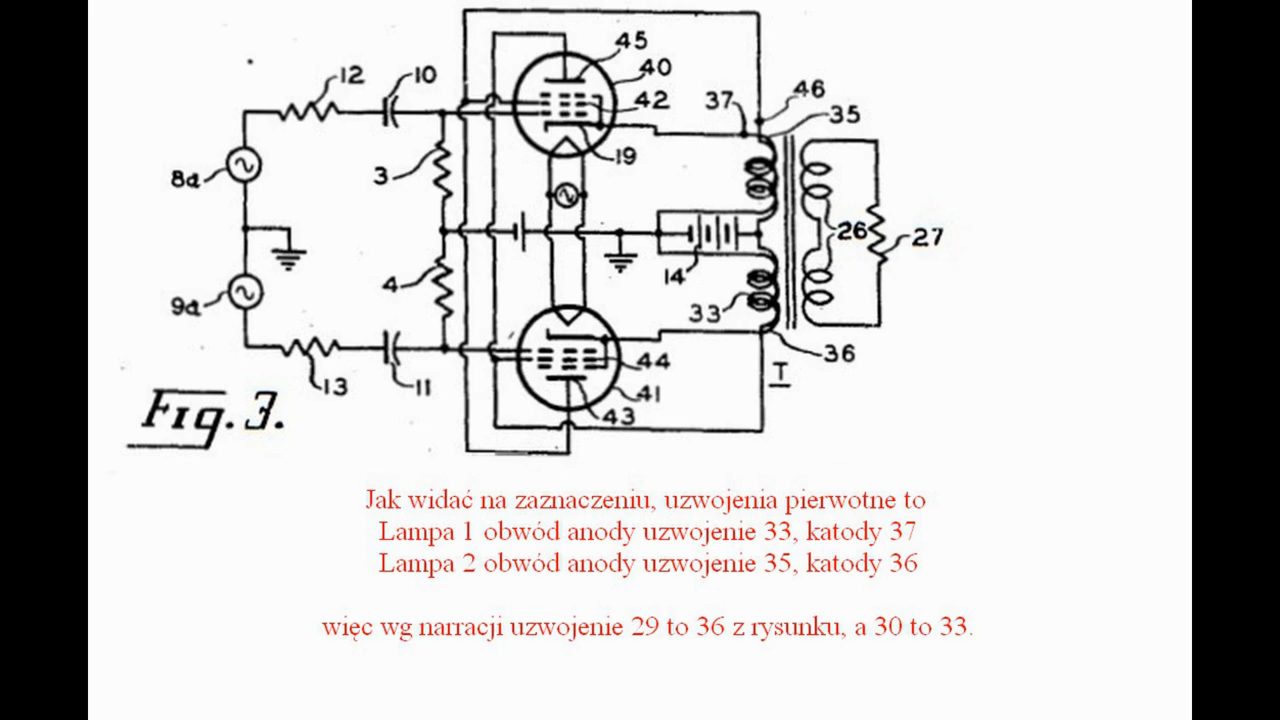 45
12
10
40
42
37
46
35
8a
3
19
26
27
14
4
9a
33
36
44
T
13
11
41
43
Fig. 3.
Jak widać na zaznaczeniu, uzwojenia pierwotne to
Lampa 1 obwód anody uzwojenie 33, katody 37
Lampa 2 obwód anody uzwojenie 35, katody 36
więc wg narracji uzwojenie 29 to 36 z rysunku, a 30 to 33.